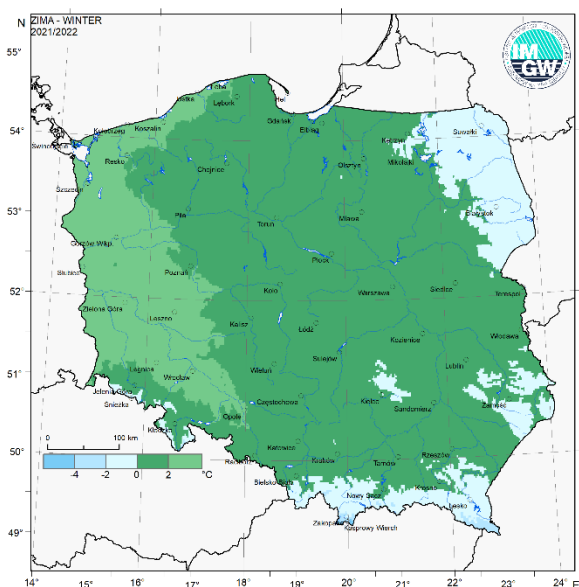 N
ZIMA - WINTER
2021/2022
IM
GW
55°
Łeba
Ustka
Lębork
Hel
Gdańsk
Elbląg
Kołobrzeg
Koszalin
54°
Suwałki
Kętrzyn
Świnoujście
Resko
Chojnice
Olsztyn
Mikołajki
Szczecin
53°
Piła
Toruń
Mława
Białystok
Gorzów Wlkp.
Słubice
Poznań
Płock
Koło
Warszawa
Siedlce
Terespol
52°
Zielona Góra
Leszno
Kalisz
Łódź
Kozienice
Włodawa
Sulejów
51°
Legnica
Wrocław
Wieluń
Lublin
Jelenia Góra
Śnieżka
Opole
Częstochowa
Kielce
Sandomierz
Zamość
Kłodzko
0 100 km
50°
Katowice
Kraków
Tarnów
Rzeszów
Racibórz
-4 -2 0 2 °C
Bielsko-Biała
Nowy Sącz
Krosno
Lesko
Zakopane
Kasprowy Wierch
49°
14° 15° 16° 17° 18° 19° 20° 21° 22° 23° 24° E